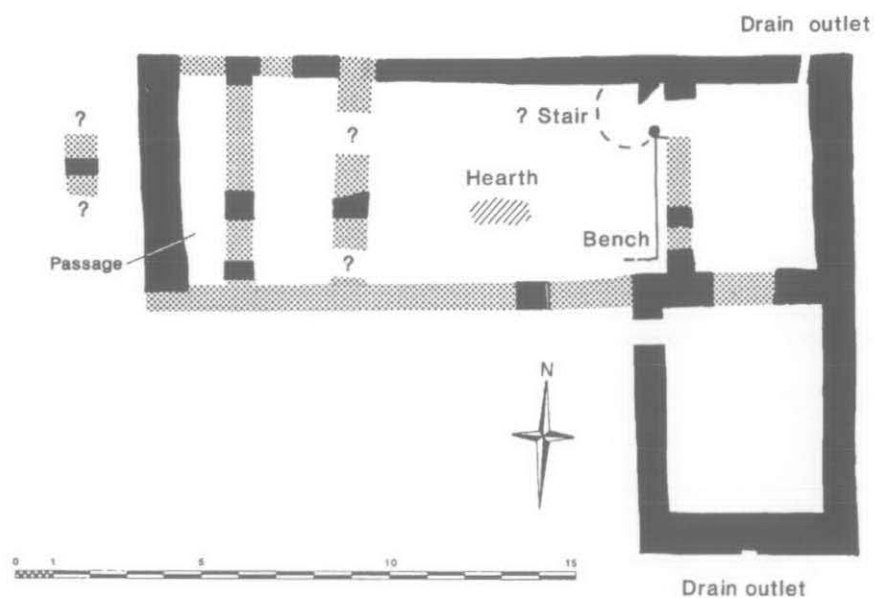 Drain outlet
?
?
? Stair
Hearth
?
Bench
Passage
?
N
0 1 5 10 15
Drain outlet